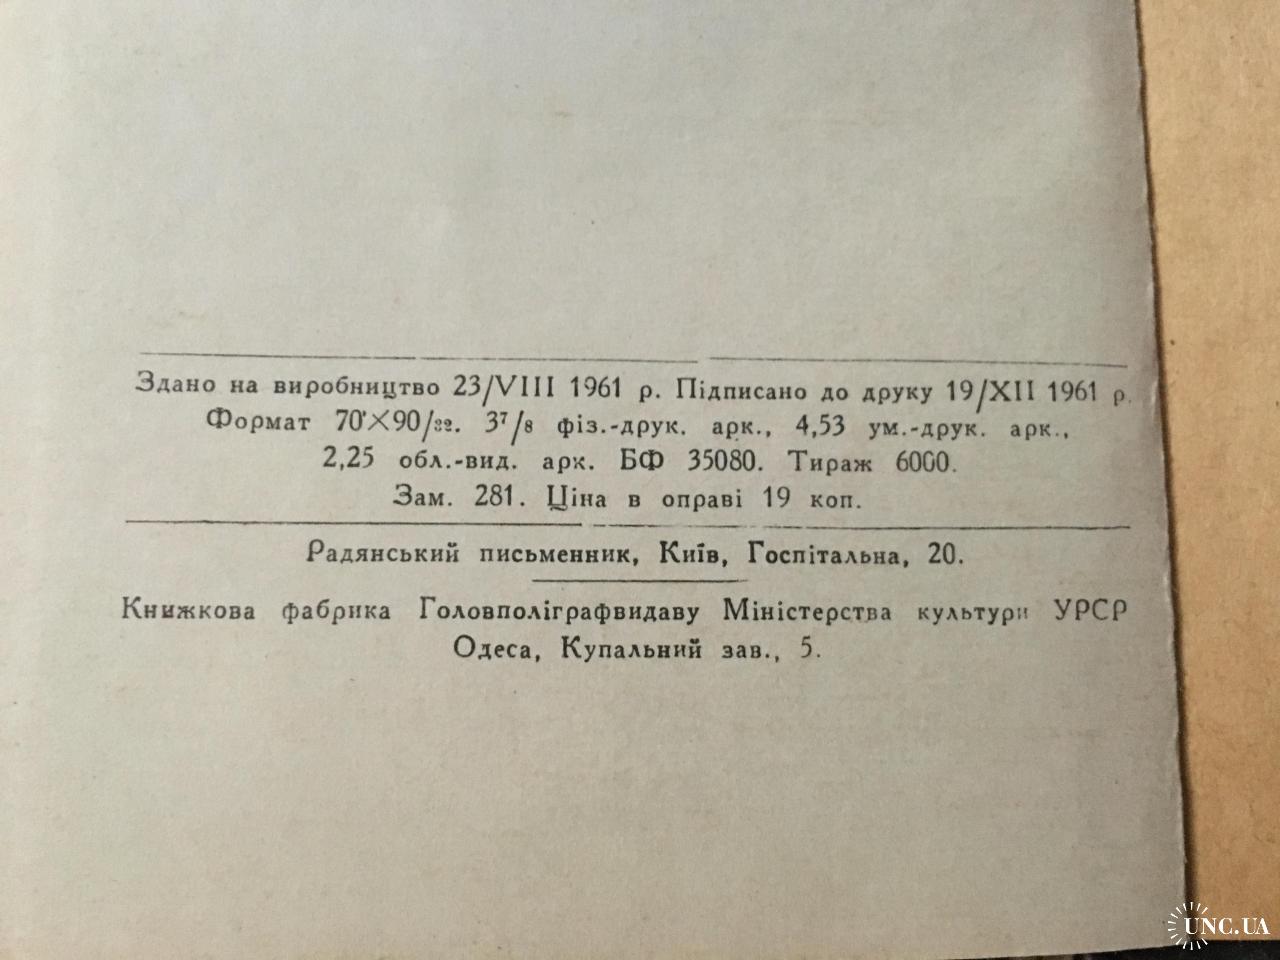 Здано на виробництво 23/VIII 1961 р. Підписано до друку 19/XII 1961 р.
Формат 70×90/32. 3⁷/8 фіз.-друк. арк., 4,53 ум.-друк. арк.,
2,25 обл.-вид. арк. БФ 35080. Тираж 6000.
Зам. 281. Ціна в оправі 19 коп.
Радянський письменник, Київ, Госпітальна, 20.
Книжкова фабрика Головполіграфвидаву Міністерства культури УРСР
Одеса, Купальний зав., 5.
UNC.UA